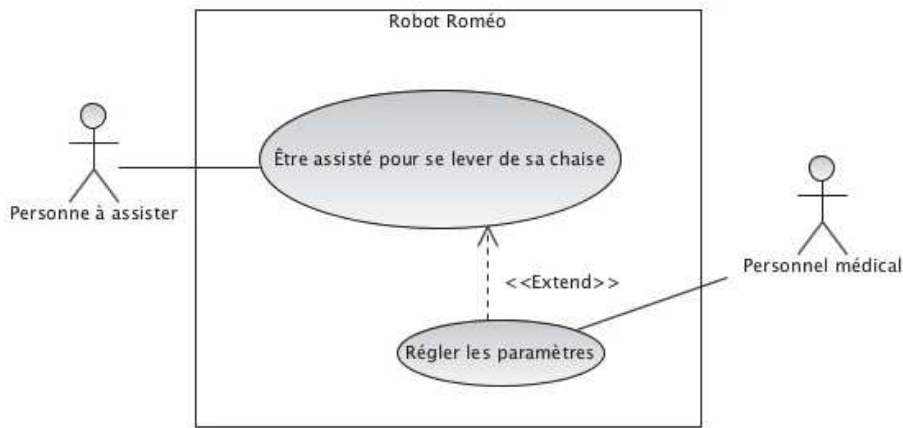 Robot Roméo
Être assisté pour se lever de sa chaise
Personne à assister
Personnel médical
<<Extend>>
Régler les paramètres